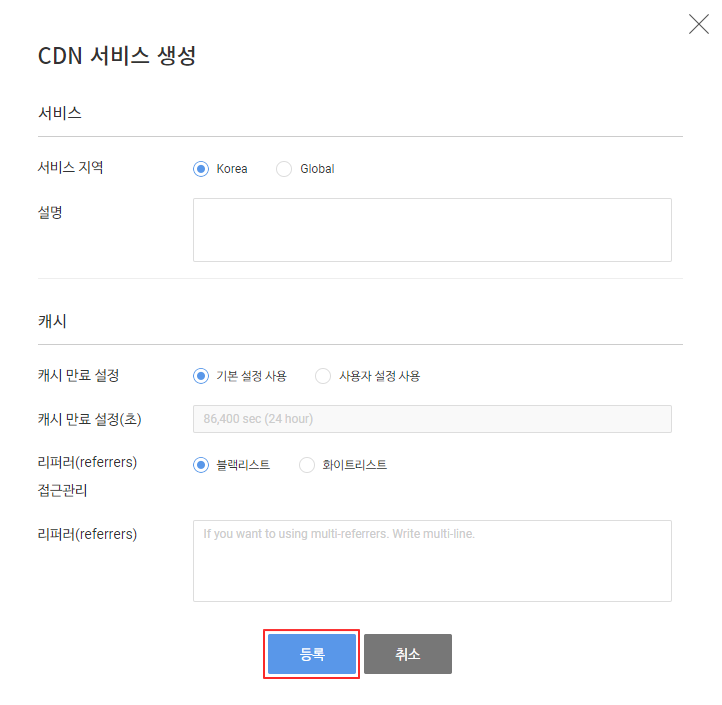 CDN 서비스 생성
서비스
서비스 지역 Korea Global
설명
캐시
캐시 만료 설정 기본 설정 사용 사용자 설정 사용
캐시 만료 설정(초) 86,400 sec (24 hour)
리퍼러(referrers) 블랙리스트 화이트리스트
접근관리
리퍼러(referrers) If you want to using multi-referrers. Write multi-line.
등록 취소